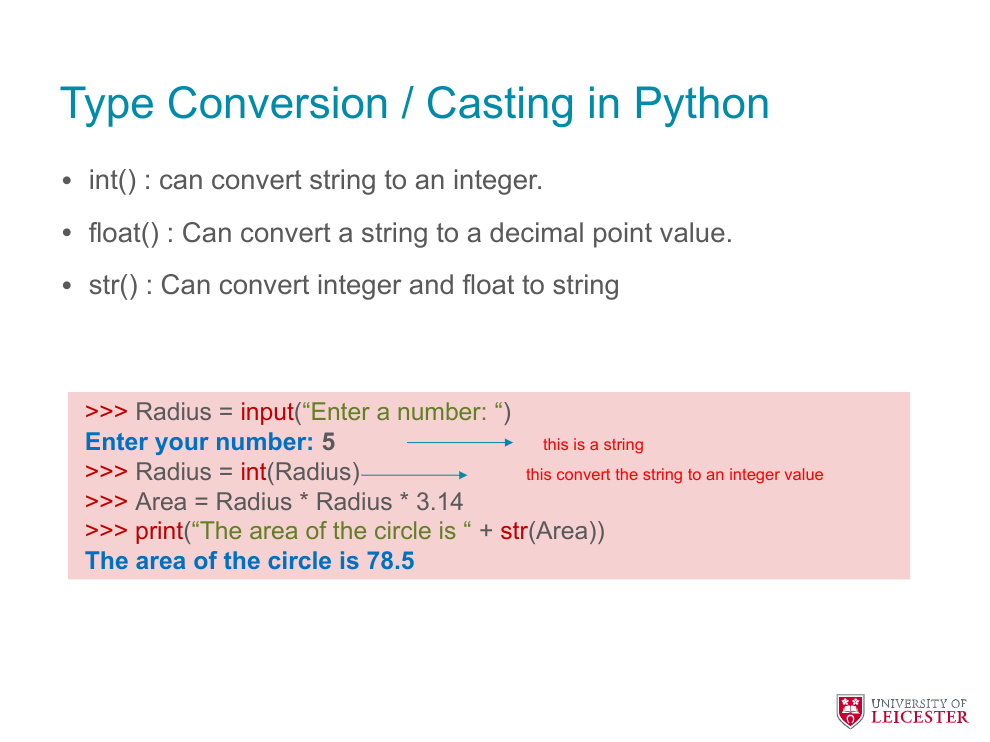 Type Conversion / Casting in Python
• int() : can convert string to an integer.
• float() : Can convert a string to a decimal point value.
• str() : Can convert integer and float to string
>>> Radius = input(“Enter a number: “)
Enter your number: 5 this is a string
>>> Radius = int(Radius) this convert the string to an integer value
>>> Area = Radius * Radius * 3.14
>>> print(“The area of the circle is “ + str(Area))
The area of the circle is 78.5
UNIVERSITY OF
LEICESTER